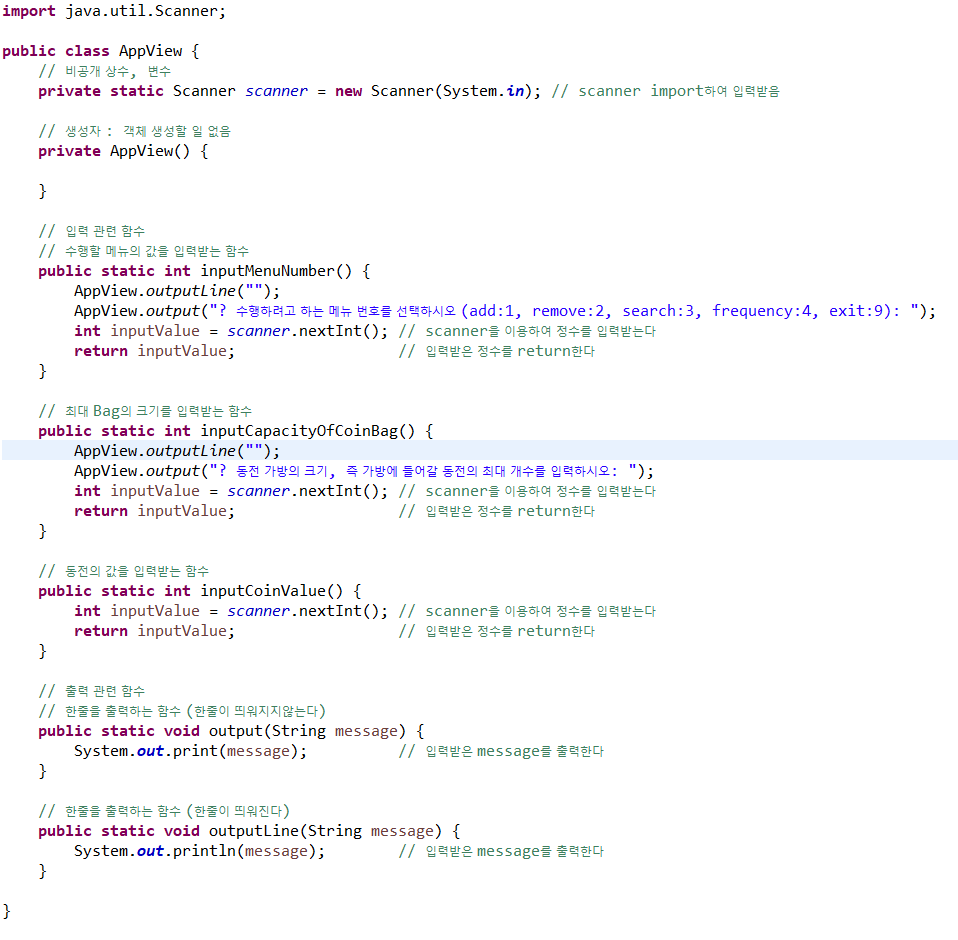 import java.util.Scanner;

public class AppView {
    // 비공개 상수, 변수
    private static Scanner scanner = new Scanner(System.in); // scanner import하여 입력받음

    // 생성자 : 객체 생성할 일 없음
    private AppView() {

    }

    // 입력 관련 함수
    // 수행할 메뉴의 값을 입력받는 함수
    public static int inputMenuNumber() {
        AppView.outputLine("");
        AppView.output("? 수행하려고 하는 메뉴 번호를 선택하시오 (add:1, remove:2, search:3, frequency:4, exit:9): ");
        int inputValue = scanner.nextInt(); // scanner을 이용하여 정수를 입력받는다
        return inputValue;                  // 입력받은 정수를 return한다
    }

    // 최대 Bag의 크기를 입력받는 함수
    public static int inputCapacityOfCoinBag() {
        AppView.outputLine("");
        AppView.output("? 동전 가방의 크기, 즉 가방에 들어갈 동전의 최대 개수를 입력하시오: ");
        int inputValue = scanner.nextInt(); // scanner을 이용하여 정수를 입력받는다
        return inputValue;                  // 입력받은 정수를 return한다
    }

    // 동전의 값을 입력받는 함수
    public static int inputCoinValue() {
        int inputValue = scanner.nextInt(); // scanner을 이용하여 정수를 입력받는다
        return inputValue;                  // 입력받은 정수를 return한다
    }

    // 출력 관련 함수
    // 한줄을 출력하는 함수 (한줄이 띄워지지않는다)
    public static void output(String message) {
        System.out.print(message);          // 입력받은 message를 출력한다
    }

    // 한줄을 출력하는 함수 (한줄이 띄워진다)
    public static void outputLine(String message) {
        System.out.println(message);        // 입력받은 message를 출력한다
    }

}